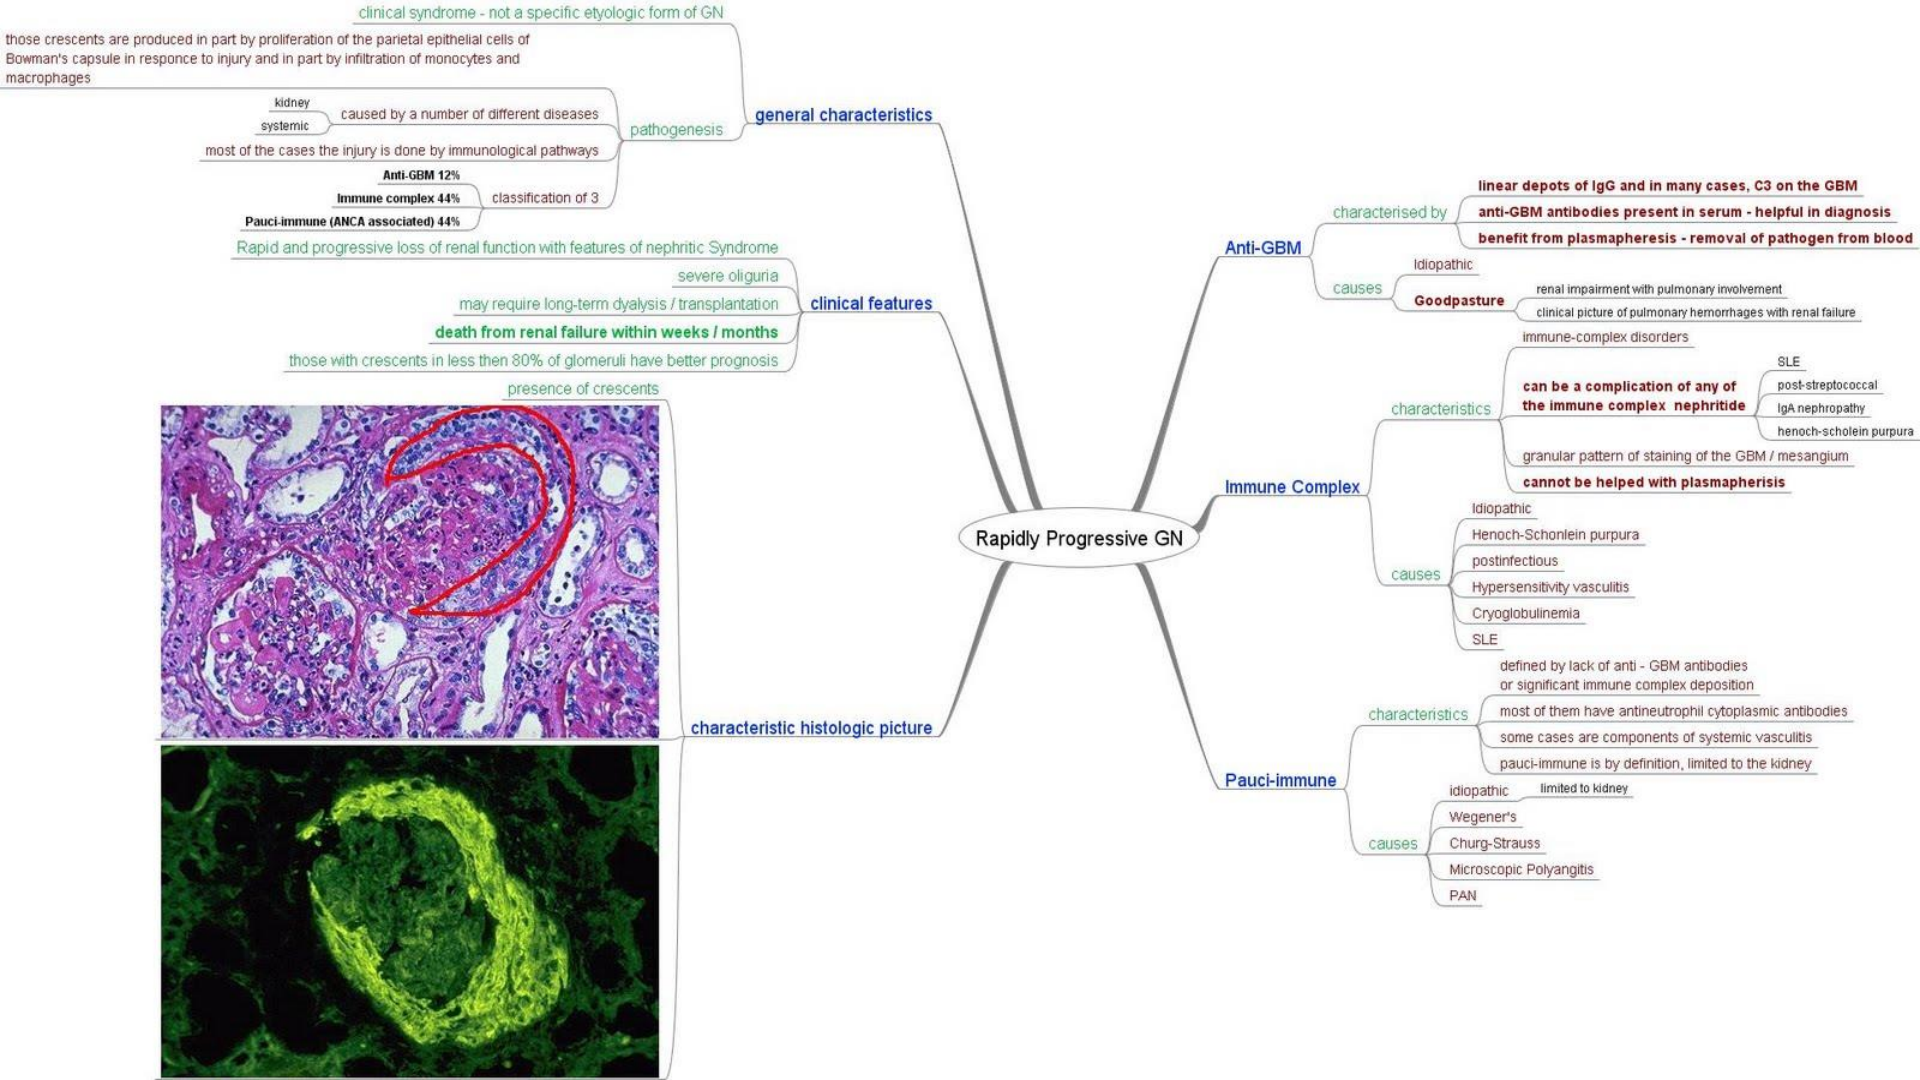 clinical syndrome - not a specific etyologic form of GN
those crescents are produced in part by proliferation of the parietal epithelial cells of
Bowman's capsule in responce to injury and in part by infiltration of monocytes and
macrophages
kidney
systemic
caused by a number of different diseases
most of the cases the injury is done by immunological pathways
Anti-GBM 12%
Immune complex 44%
Pauci-immune (ANCA associated) 44%
classification of 3
pathogenesis
general characteristics
Rapid and progressive loss of renal function with features of nephritic Syndrome
severe oliguria
may require long-term dyalysis / transplantation
death from renal failure within weeks / months
those with crescents in less then 80% of glomeruli have better prognosis
clinical features
presence of crescents
characteristic histologic picture
Rapidly Progressive GN
Anti-GBM
characterised by
linear depots of IgG and in many cases, C3 on the GBM
anti-GBM antibodies present in serum - helpful in diagnosis
benefit from plasmapheresis - removal of pathogen from blood
causes
Idiopathic
Goodpasture
renal impairment with pulmonary involvement
clinical picture of pulmonary hemorrhages with renal failure
Immune Complex
characteristics
immune-complex disorders
can be a complication of any of
the immune complex nephritide
SLE
post-streptococcal
IgA nephropathy
henoch-scholein purpura
granular pattern of staining of the GBM / mesangium
cannot be helped with plasmapherisis
causes
Idiopathic
Henoch-Schonlein purpura
postinfectious
Hypersensitivity vasculitis
Cryoglobulinemia
SLE
Pauci-immune
characteristics
defined by lack of anti - GBM antibodies
or significant immune complex deposition
most of them have antineutrophil cytoplasmic antibodies
some cases are components of systemic vasculitis
pauci-immune is by definition, limited to the kidney
causes
idiopathic
limited to kidney
Wegener's
Churg-Strauss
Microscopic Polyangitis
PAN